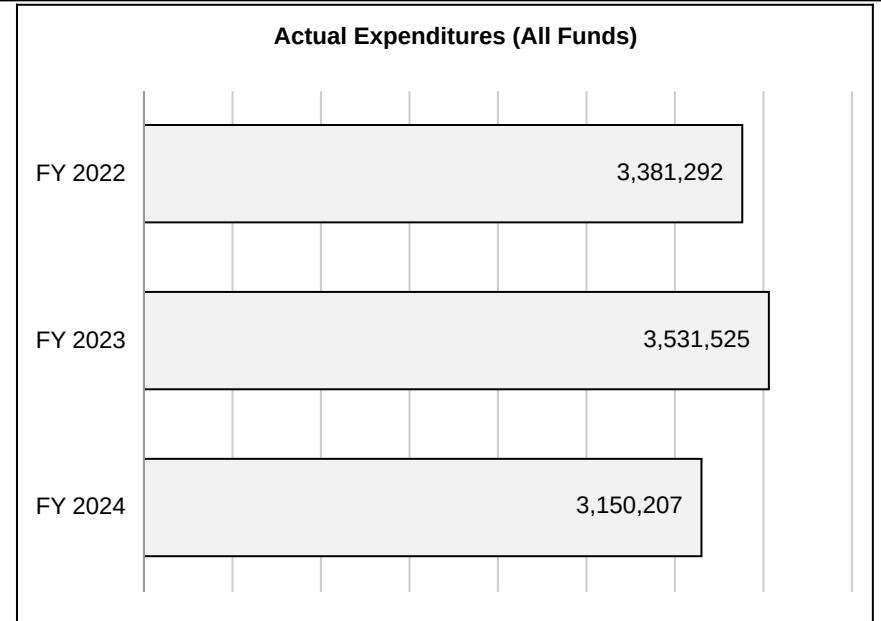 Actual Expenditures (All Funds)
FY 2022 3,381,292
FY 2023 3,531,525
FY 2024 3,150,207